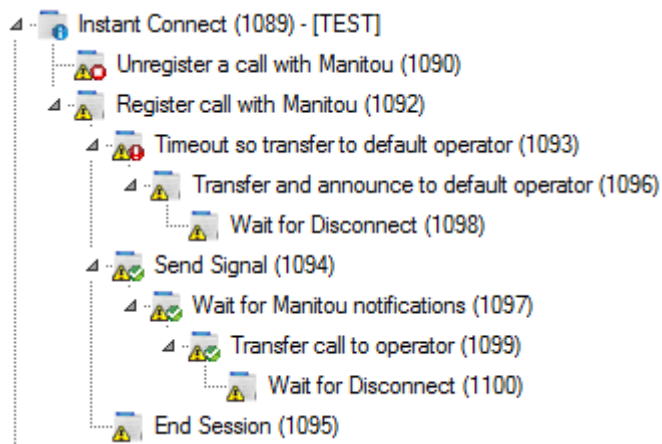 Instant Connect (1089) - [TEST]
Unregister a call with Manitou (1090)
Register call with Manitou (1092)
Timeout so transfer to default operator (1093)
Transfer and announce to default operator (1096)
Wait for Disconnect (1098)
Send Signal (1094)
Wait for Manitou notifications (1097)
Transfer call to operator (1099)
Wait for Disconnect (1100)
End Session (1095)